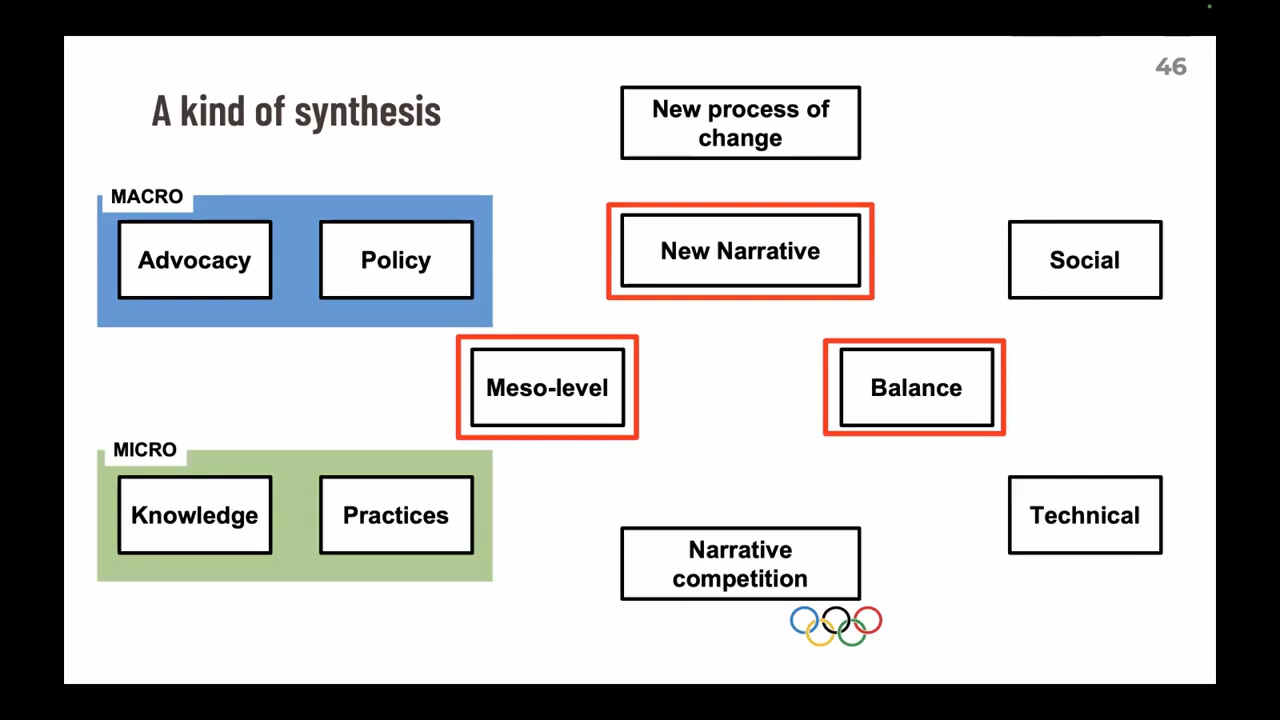 46
A kind of synthesis
New process of
change
MACRO
Advocacy
Policy
New Narrative
Social
Meso-level
Balance
MICRO
Knowledge
Practices
Technical
Narrative
competition